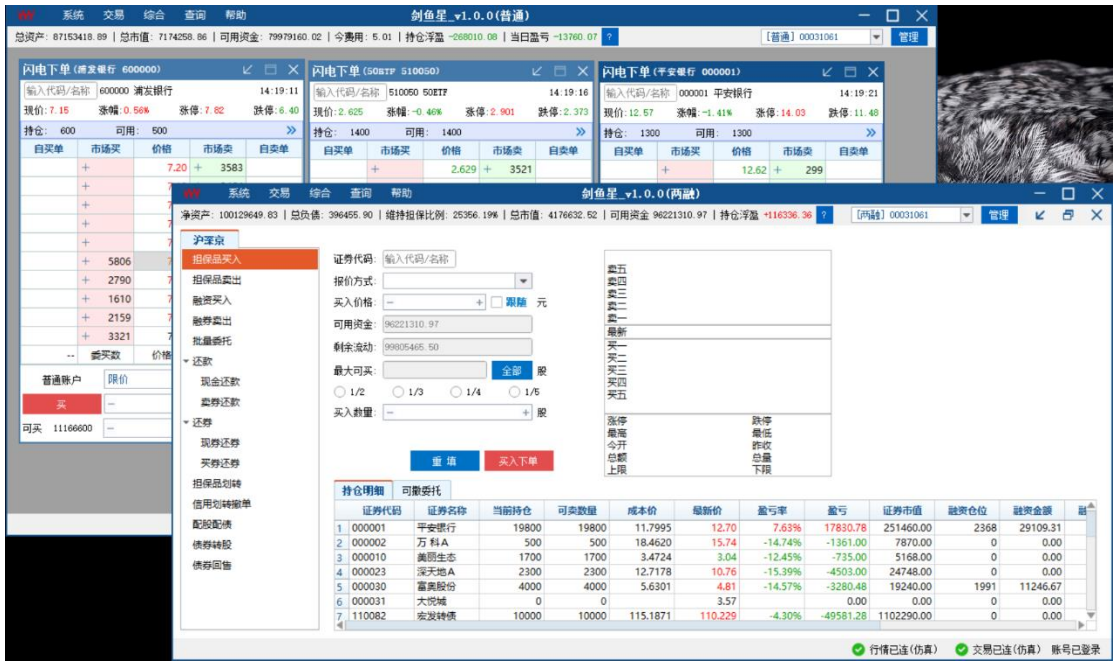 系统 交易 综合 查询 帮助 剑鱼星_v1.0.0(普通)
总资产: 87153418.89 | 总市值: 7174258.86 | 可用资金: 79979160.02 | 今费用: 5.01 | 持仓浮盈 -268010.08 | 当日盈亏 -13760.07 ? [普通] 00031061 管理
闪电下单(浦发银行 600000)
输入代码/名称 600000 浦发银行 14:19:11
现价: 7.15 涨幅: 0.56% 涨停: 7.82 跌停: 6.40
持仓: 600 可用: 500 »
自买单 市场买 价格 市场卖 自卖单
+ 7.20 + 3583
+
+
+
+
+ 5806
+ 2790
+ 1610
+ 2159
+ 3321
-- 委买数 价格
普通账户 限价
买 −
可买 11166600 −
闪电下单(50ETF 510050)
输入代码/名称 510050 50ETF 14:19:16
现价: 2.625 涨幅: -0.46% 涨停: 2.901 跌停: 2.373
持仓: 1400 可用: 1400 »
自买单 市场买 价格 市场卖 自卖单
+ 2.629 + 3521
闪电下单(平安银行 000001)
输入代码/名称 000001 平安银行 14:19:21
现价: 12.57 涨幅: -1.41% 涨停: 14.03 跌停: 11.48
持仓: 1300 可用: 1300 »
自买单 市场买 价格 市场卖 自卖单
+ 12.62 + 299
系统 交易 综合 查询 帮助 剑鱼星_v1.0.0(两融)
净资产: 100129649.83 | 总负债: 396455.90 | 维持担保比例: 25356.19% | 总市值: 4176632.52 | 可用资金 96221310.97 | 持仓浮盈 +116336.36 ? [两融] 00031061 管理
沪深京
担保品买入
担保品卖出
融资买入
融券卖出
批量委托
还款
现金还款
卖券还款
还券
现券还券
买券还券
担保品划转
信用划转撤单
配股配债
债券转股
债券回售
证券代码: 输入代码/名称
报价方式:
买入价格: − + 跟随 元
可用资金: 96221310.97
剩余流动: 99805465.50
最大可买: 全部 股
1/2 1/3 1/4 1/5
买入数量: − + 股
重 填 买入下单
卖五
卖四
卖三
卖二
卖一
最新
买一
买二
买三
买四
买五
涨停 跌停
最高 最低
今开 昨收
总额 总量
上限 下限
持仓明细 可撤委托
证券代码 证券名称 当前持仓 可卖数量 成本价 最新价 盈亏率 盈亏 证券市值 融资仓位 融资金额
1 000001 平安银行 19800 19800 11.7995 12.70 7.63% 17830.78 251460.00 2368 29109.31
2 000002 万 科A 500 500 18.4620 15.74 -14.74% -1361.00 7870.00 0 0.00
3 000010 美丽生态 1700 1700 3.4724 3.04 -12.45% -735.00 5168.00 0 0.00
4 000023 深天地A 2300 2300 12.7178 10.76 -15.39% -4503.00 24748.00 0 0.00
5 000030 富奥股份 4000 4000 5.6301 4.81 -14.57% -3280.48 19240.00 1991 11246.67
6 000031 大悦城 0 0 3.57 0.00 0.00 0 0.00
7 110082 宏发转债 10000 10000 115.1871 110.229 -4.30% -49581.28 1102290.00 0 0.00
行情已连(仿真) 交易已连(仿真) 账号已登录